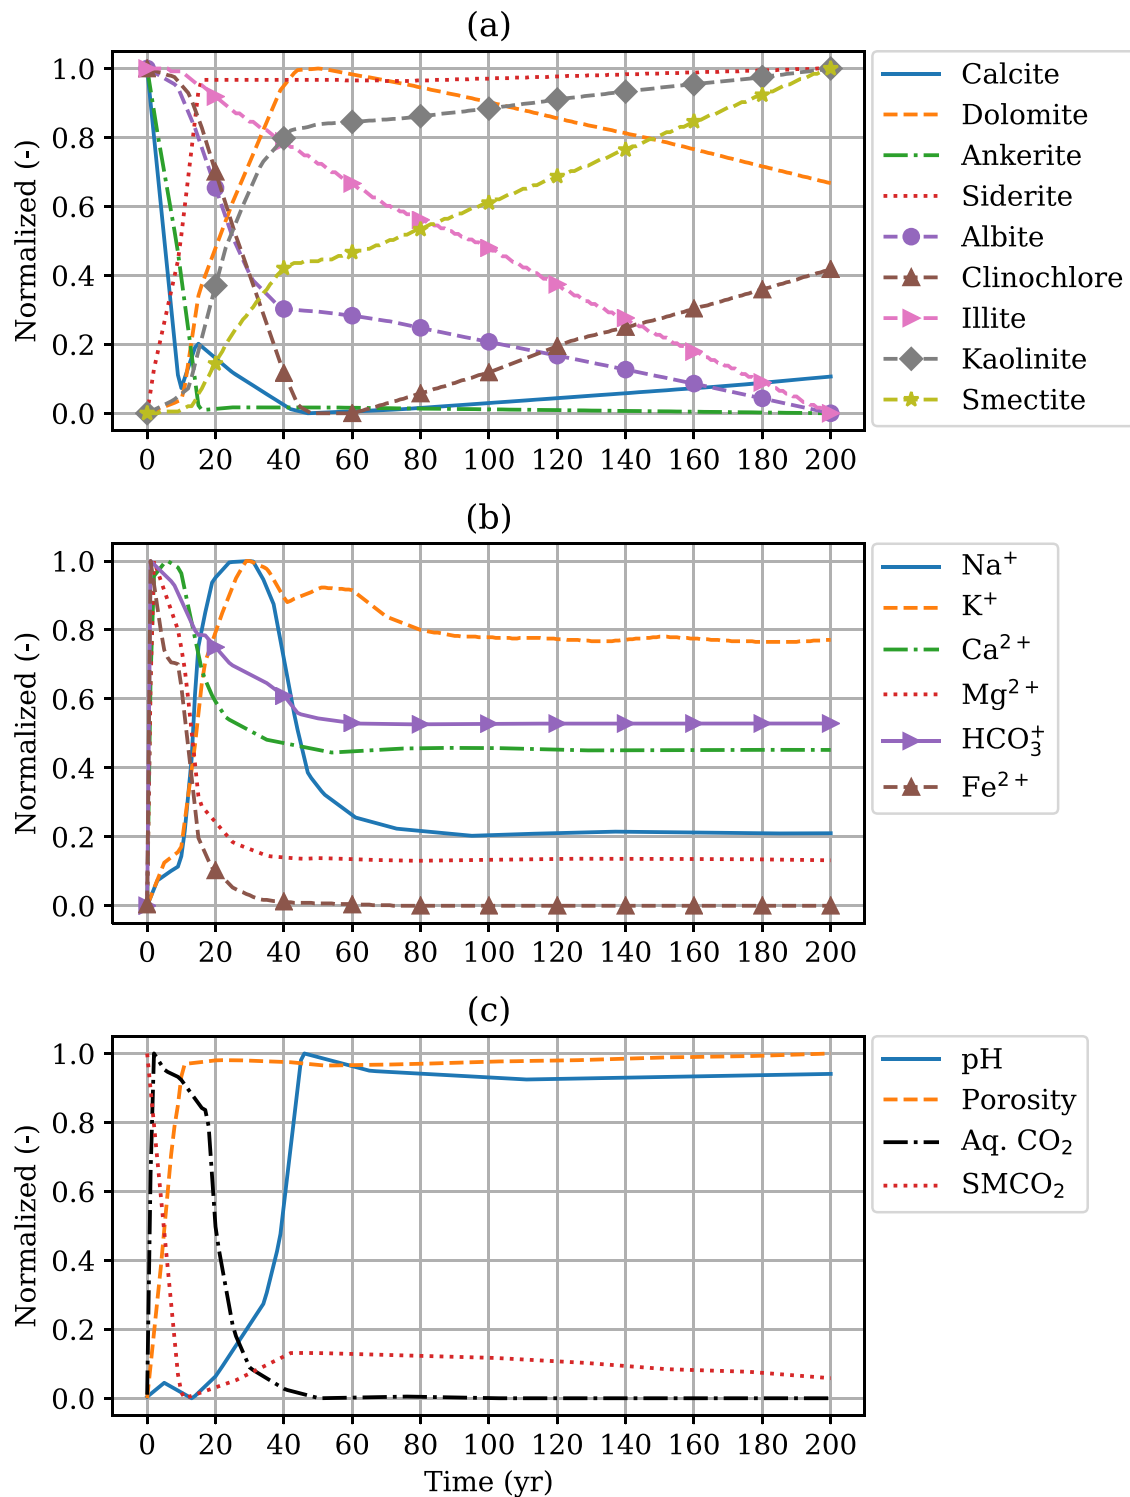 (a)
Normalized (-)
1.0
0.8
0.6
0.4
0.2
0.0
0 20 40 60 80 100 120 140 160 180 200
Calcite
Dolomite
Ankerite
Siderite
Albite
Clinochlore
Illite
Kaolinite
Smectite
(b)
Normalized (-)
1.0
0.8
0.6
0.4
0.2
0.0
0 20 40 60 80 100 120 140 160 180 200
Na⁺
K⁺
Ca²⁺
Mg²⁺
HCO₃⁺
Fe²⁺
(c)
Normalized (-)
1.0
0.8
0.6
0.4
0.2
0.0
0 20 40 60 80 100 120 140 160 180 200
Time (yr)
pH
Porosity
Aq. CO₂
SMCO₂